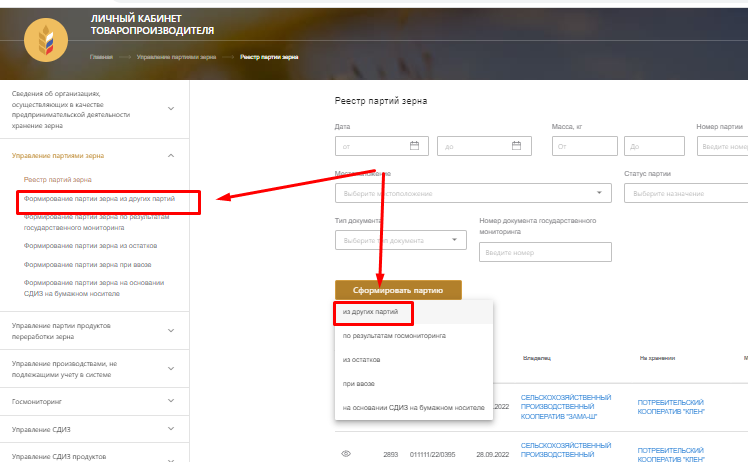 ЛИЧНЫЙ КАБИНЕТ
ТОВАРОПРОИЗВОДИТЕЛЯ
Главная → Управление партиями зерна → Реестр партий зерна
Сведения об организациях,
осуществляющих в качестве
предпринимательской деятельности
хранение зерна
Управление партиями зерна
Реестр партий зерна
Формирование партии зерна из других партий
Формирование партии зерна по результатам
государственного мониторинга
Формирование партии зерна из остатков
Формирование партии зерна при ввозе
Формирование партии зерна на основании
СДИЗ на бумажном носителе
Управление партии продуктов
переработки зерна
Управление производствами, не
подлежащими учету в системе
Госмониторинг
Управление СДИЗ
Управление СДИЗ продуктов
Реестр партий зерна
Дата
Масса, кг
Номер партии
от
до
От
До
Введите номер
Статус партии
Выберите местоположение
Выберите назначение
Тип документа
Номер документа государственного
мониторинга
Выберите тип документа
Введите номер
Сформировать партию
из других партий
по результатам госмониторинга
из остатков
при ввозе
на основании СДИЗ на бумажном носителе
Владелец
На хранении
.2022
СЕЛЬСКОХОЗЯЙСТВЕННЫЙ
ПРОИЗВОДСТВЕННЫЙ
КООПЕРАТИВ "ЗАМА-Ш"
ПОТРЕБИТЕЛЬСКИЙ
КООПЕРАТИВ "КЛЕН"
2893
011111/22/0395
28.09.2022
СЕЛЬСКОХОЗЯЙСТВЕННЫЙ
ПРОИЗВОДСТВЕННЫЙ
ПОТРЕБИТЕЛЬСКИЙ
КООПЕРАТИВ "КЛЕН"